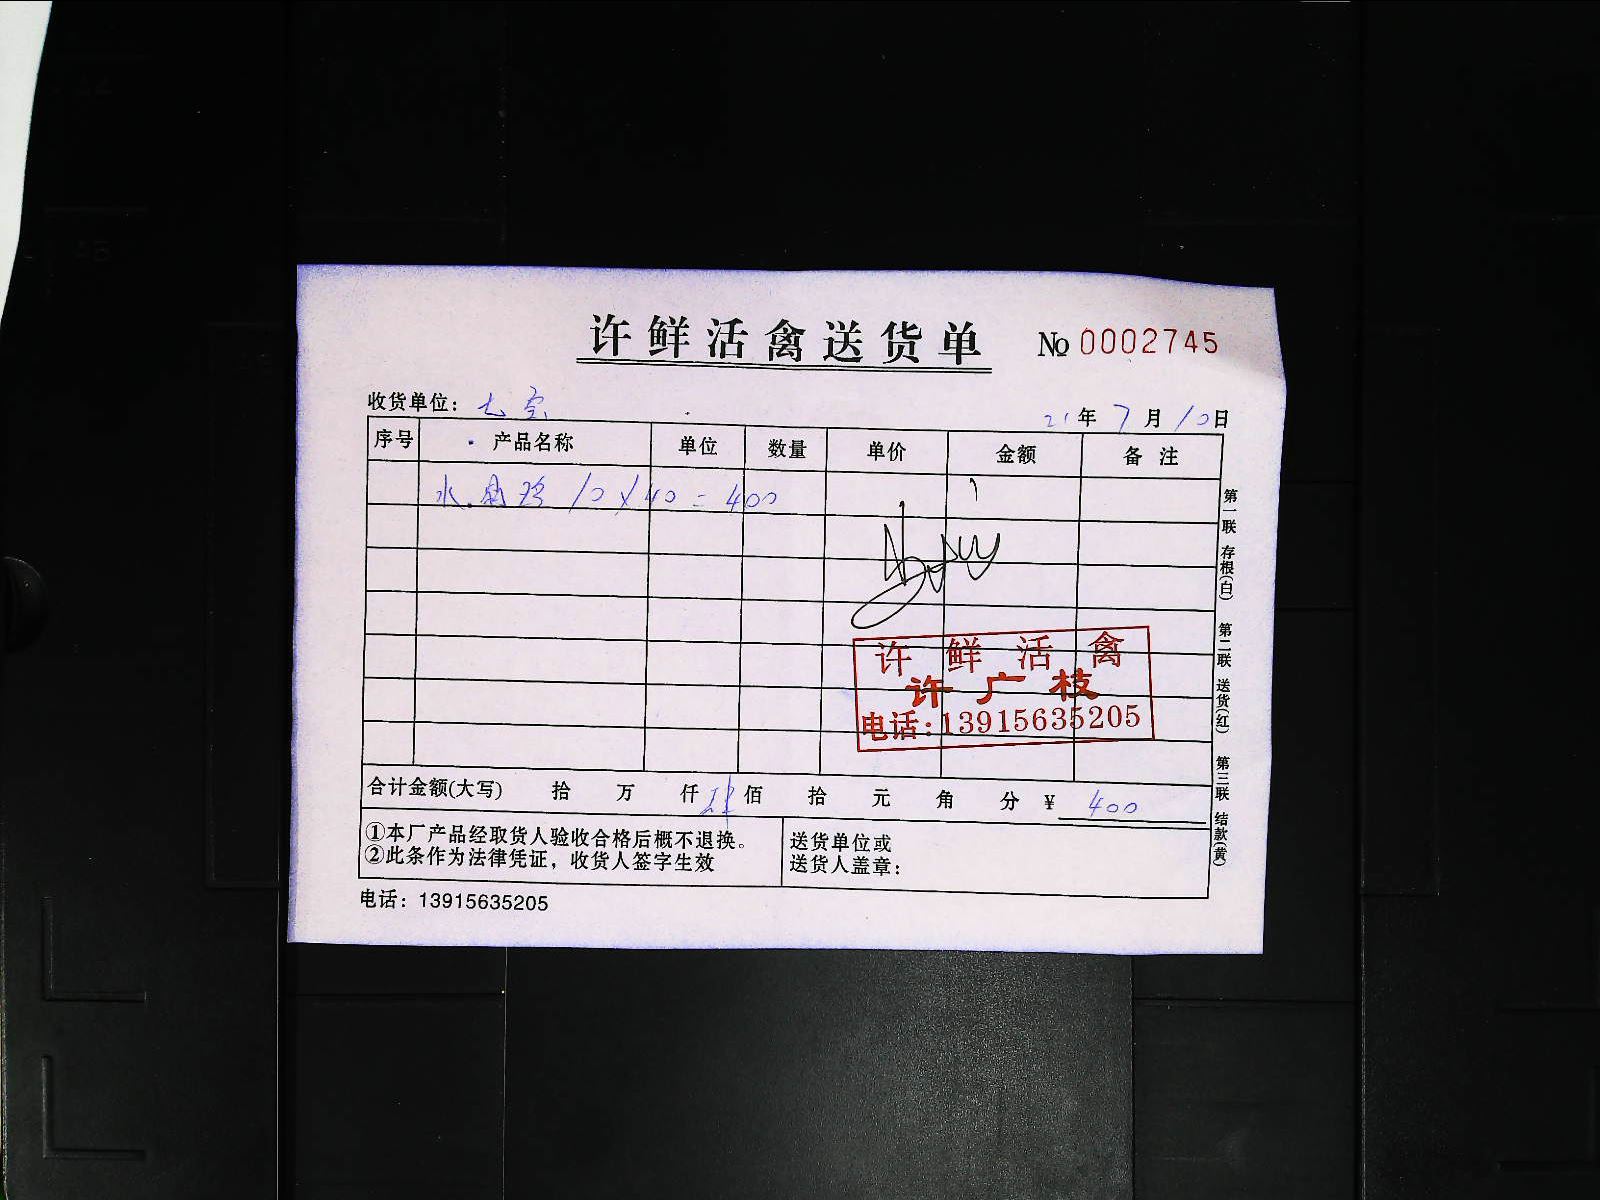 许鲜活禽送货单 № 0002745
收货单位： 21年 7月 10日
序号 产品名称 单位 数量 单价 金额 备注
水 10 × 40 = 400
许鲜活禽
许广枝
电话:13915635205
合计金额(大写) 拾 万 仟 肆佰 拾 元 角 分 ¥ 400
①本厂产品经取货人验收合格后概不退换。
②此条作为法律凭证，收货人签字生效
送货单位或
送货人盖章：
电话：13915635205
第一联 存根(白) 第二联 送货(红) 第三联 结款(黄)